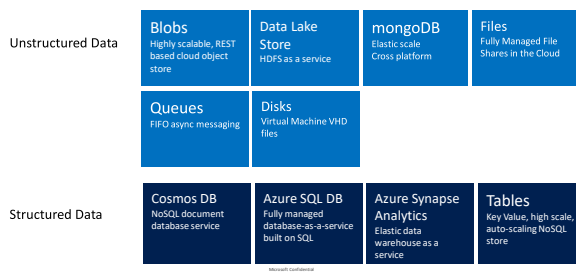 Unstructured Data
Blobs
Highly scalable, REST
based cloud object
store
Data Lake
Store
HDFS as a service
mongoDB
Elastic scale
Cross platform
Files
Fully Managed File
Shares in the Cloud
Queues
FIFO async messaging
Disks
Virtual Machine VHD
files
Structured Data
Cosmos DB
NoSQL document
database service
Azure SQL DB
Fully managed
database-as-a-service
built on SQL
Azure Synapse
Analytics
Elastic data
warehouse as a
service
Tables
Key Value, high scale,
auto-scaling NoSQL
store
Microsoft Confidential